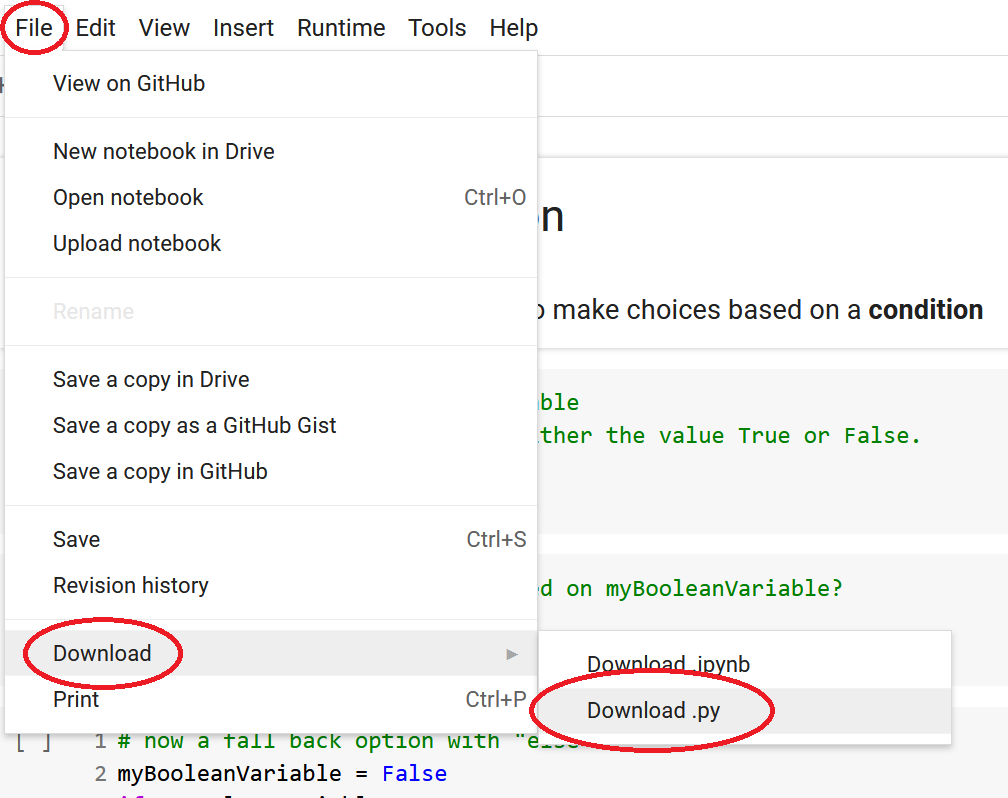 File Edit View Insert Runtime Tools Help
View on GitHub
New notebook in Drive
Open notebook Ctrl+O
Upload notebook
on
Rename
to make choices based on a condition
Save a copy in Drive
Save a copy as a GitHub Gist
Save a copy in GitHub
ble
ther the value True or False.
Save Ctrl+S
Revision history
d on myBooleanVariable?
Download ▶
Download .ipynb
Download .py
Print Ctrl+P
[ ] 1 # now a fall back option with "else
2 myBooleanVariable = False